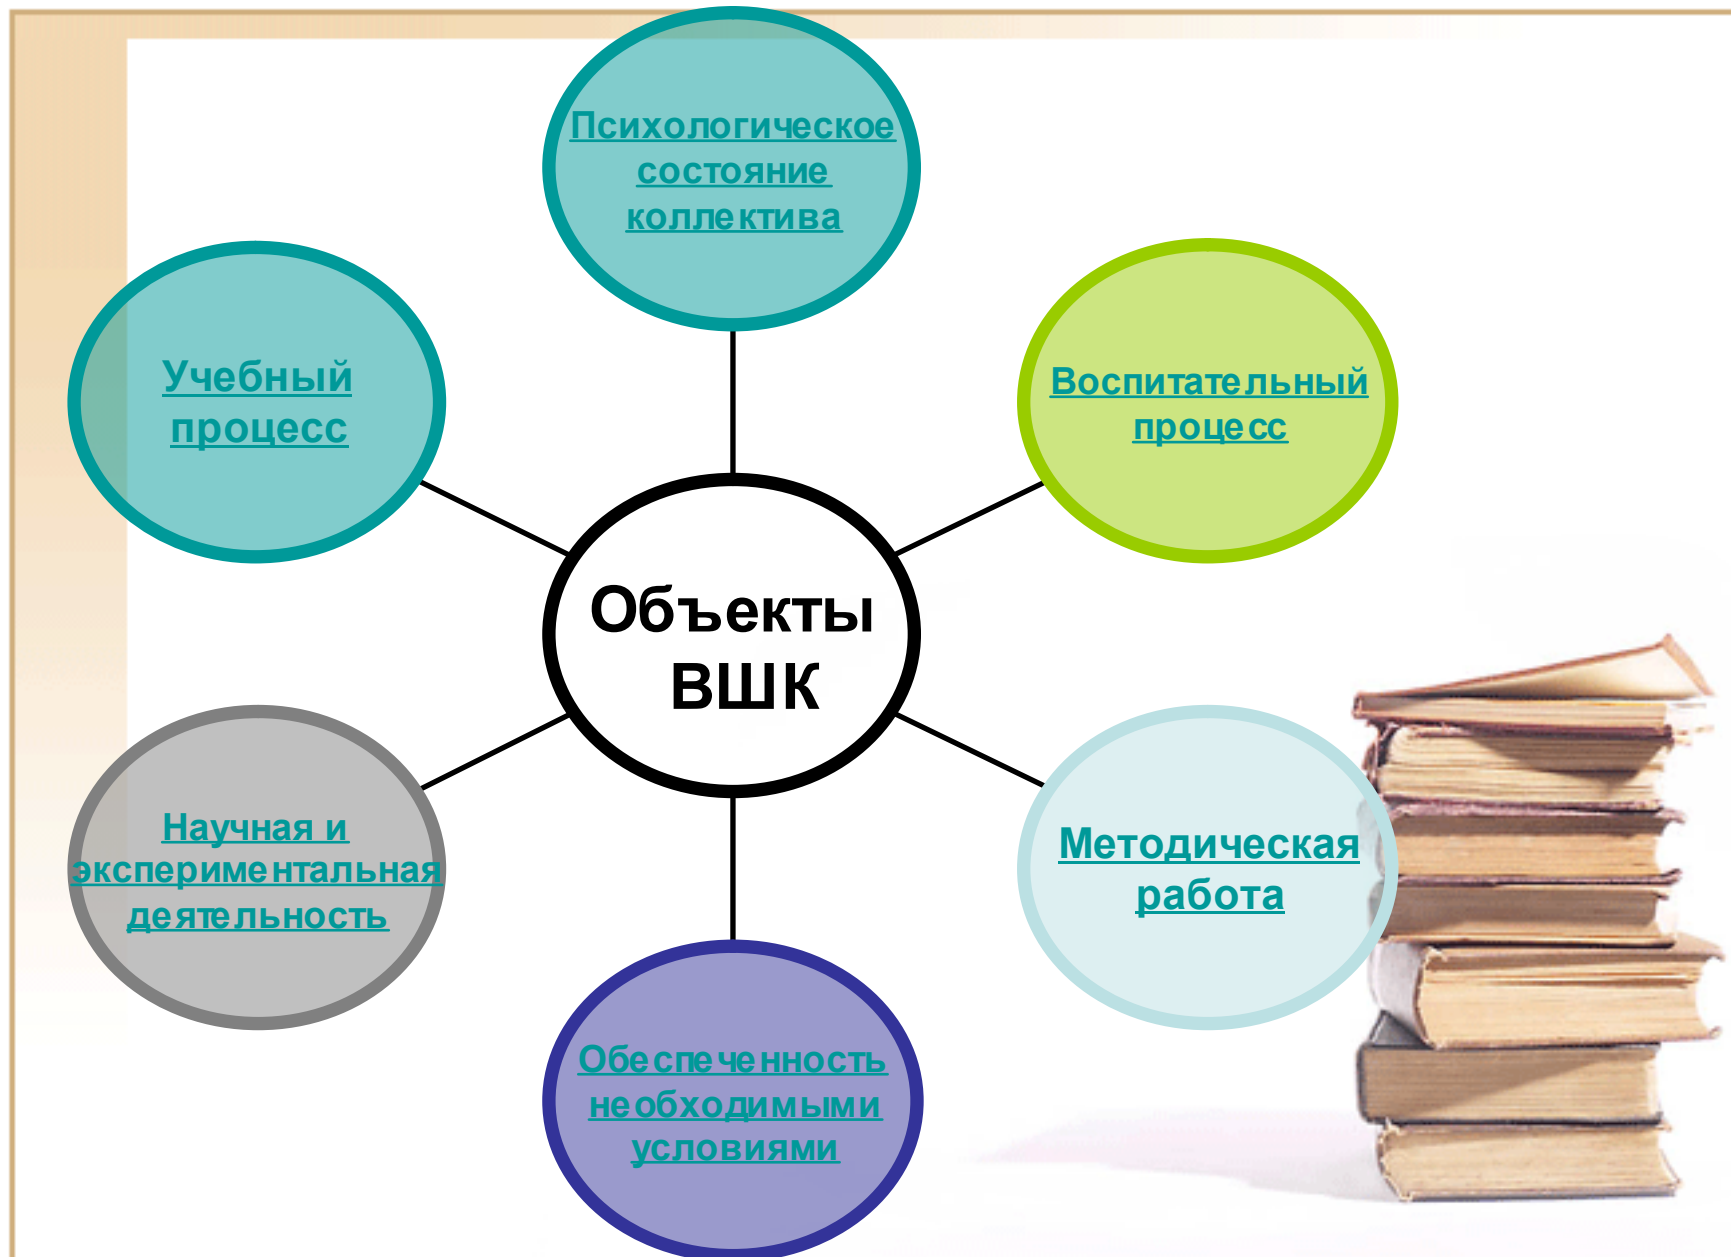 Психологическое
состояние
коллектива
Учебный
процесс
Воспитательный
процесс
Объекты
ВШК
Научная и
экспериментальная
деятельность
Методическая
работа
Обеспеченность
необходимыми
условиями